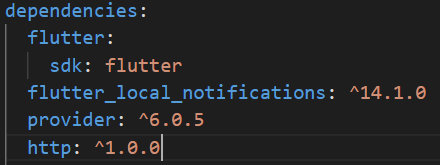 dependencies:
  flutter:
    sdk: flutter
  flutter_local_notifications: ^14.1.0
  provider: ^6.0.5
  http: ^1.0.0